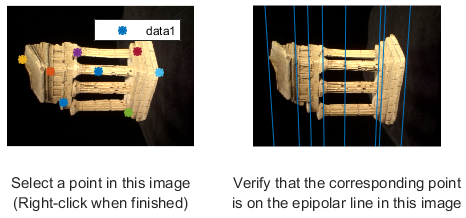 data1
Select a point in this image
(Right-click when finished)
Verify that the corresponding point
is on the epipolar line in this image